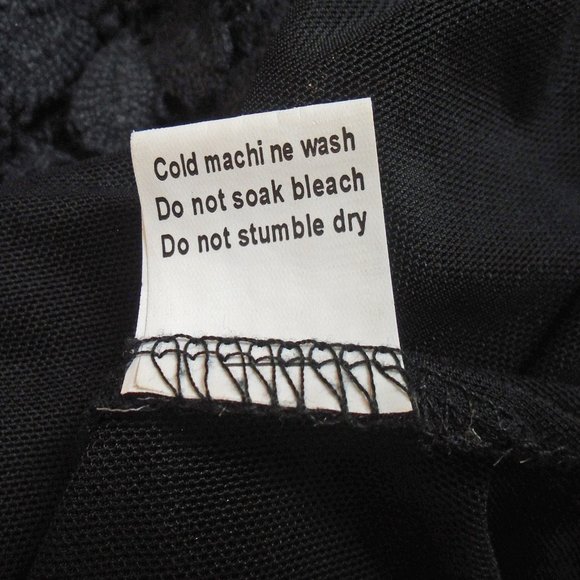 Cold machi ne wash
Do not soak bleach
Do not stumble dry